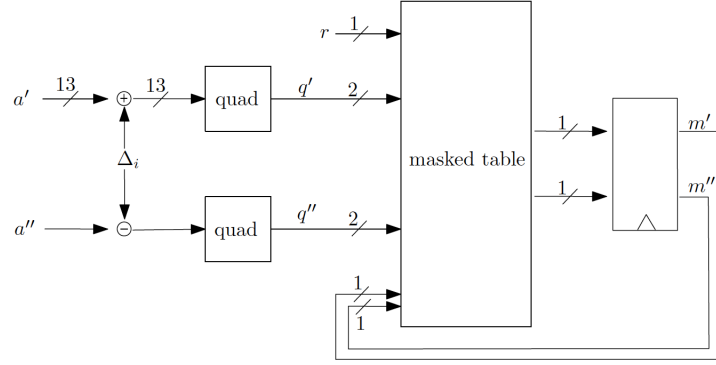 r
1
a′
13
13
quad
q′
2
Δᵢ
masked table
1
m′
1
m′′
a′′
quad
q′′
2
1
1